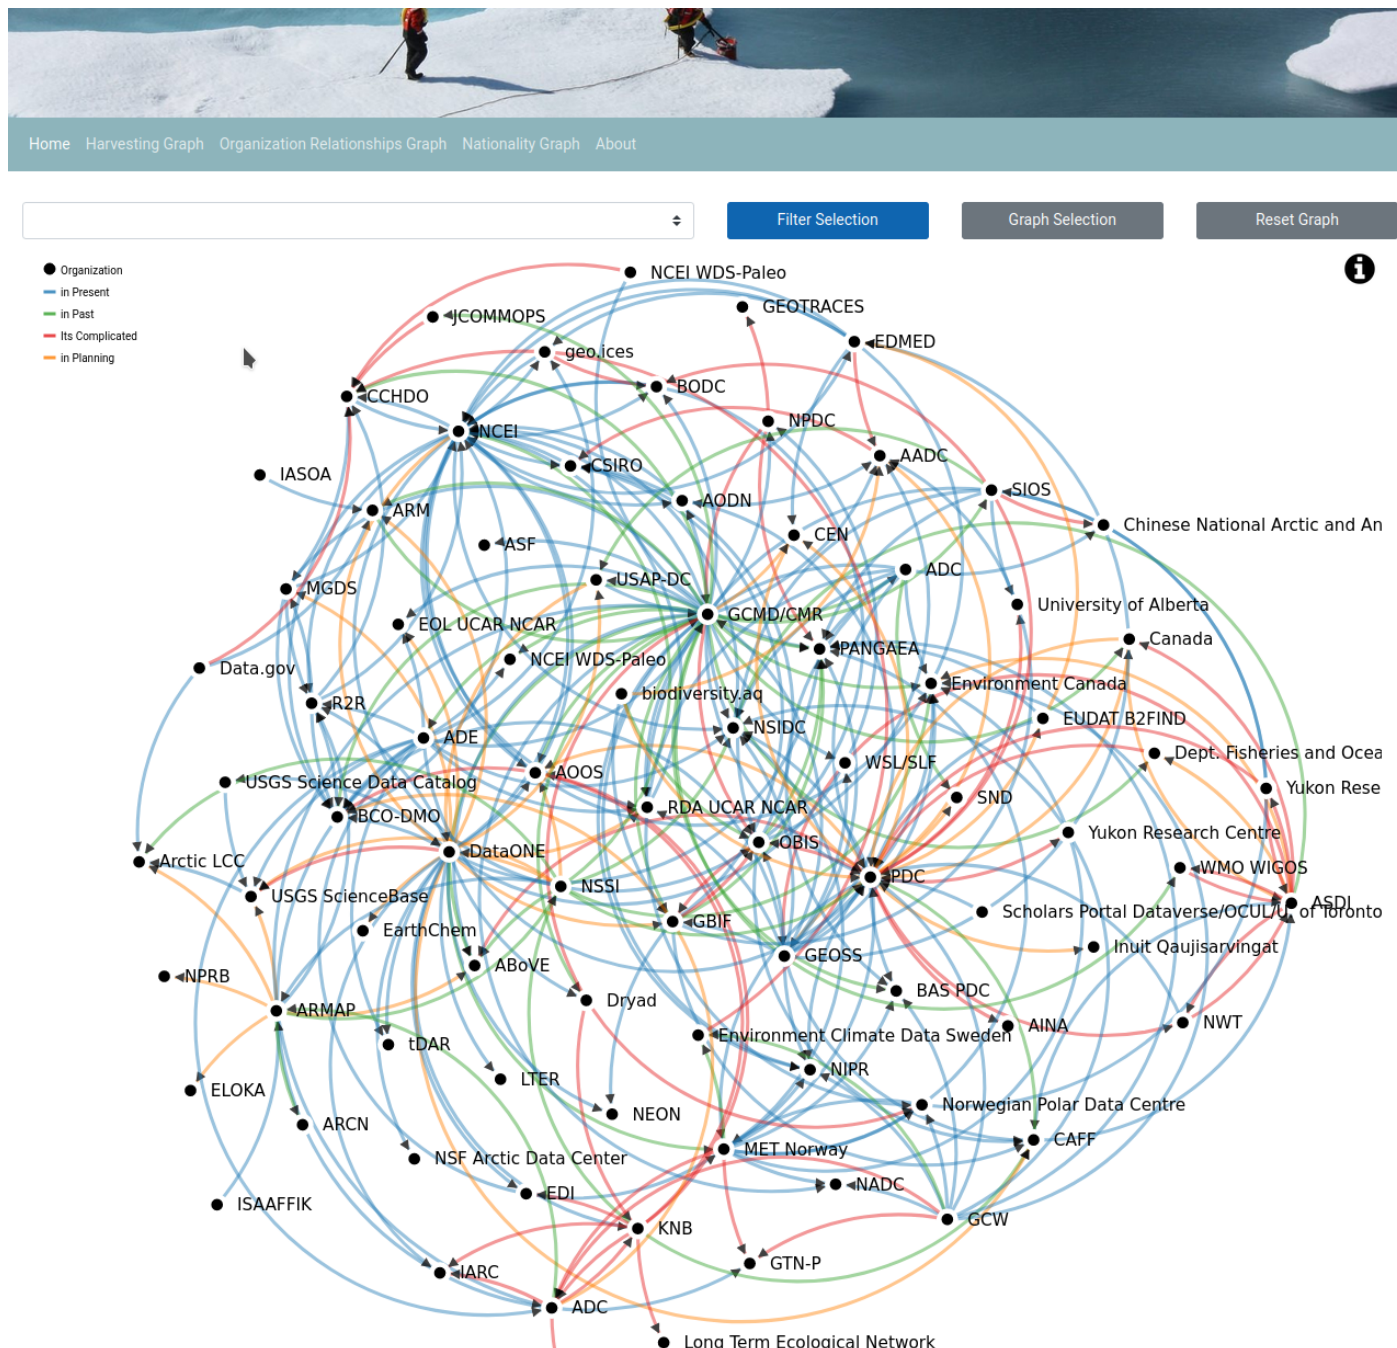 Home Harvesting Graph Organization Relationships Graph Nationality Graph About
Filter Selection Graph Selection Reset Graph
Organization
in Present
in Past
Its Complicated
in Planning
NCEI WDS-Paleo
GEOTRACES
JCOMMOPS
EDMED
geo.ices
BODC
CCHDO
NPDC
NCEI
AADC
CSIRO
IASOA
SIOS
AODN
ARM
Chinese National Arctic and An
CEN
ASF
ADC
USAP-DC
MGDS
University of Alberta
GCMD/CMR
EOL UCAR NCAR
Canada
PANGAEA
NCEI WDS-Paleo
Data.gov
Environment Canada
biodiversity.aq
R2R
EUDAT B2FIND
NSIDC
ADE
Dept. Fisheries and Ocea
WSL/SLF
AOOS
USGS Science Data Catalog
Yukon Rese
SND
RDA UCAR NCAR
BCO-DMO
Yukon Research Centre
OBIS
DataONE
Arctic LCC
WMO WIGOS
PDC
NSSI
USGS ScienceBase
ASDI
Scholars Portal Dataverse/OCUL/U of Toronto
GBIF
EarthChem
Inuit Qaujisarvingat
GEOSS
ABoVE
NPRB
BAS PDC
Dryad
ARMAP
NWT
AINA
Environment Climate Data Sweden
tDAR
NIPR
LTER
ELOKA
Norwegian Polar Data Centre
NEON
ARCN
CAFF
MET Norway
NSF Arctic Data Center
NADC
EDI
ISAAFFIK
GCW
KNB
GTN-P
IARC
ADC
Long Term Ecological Network